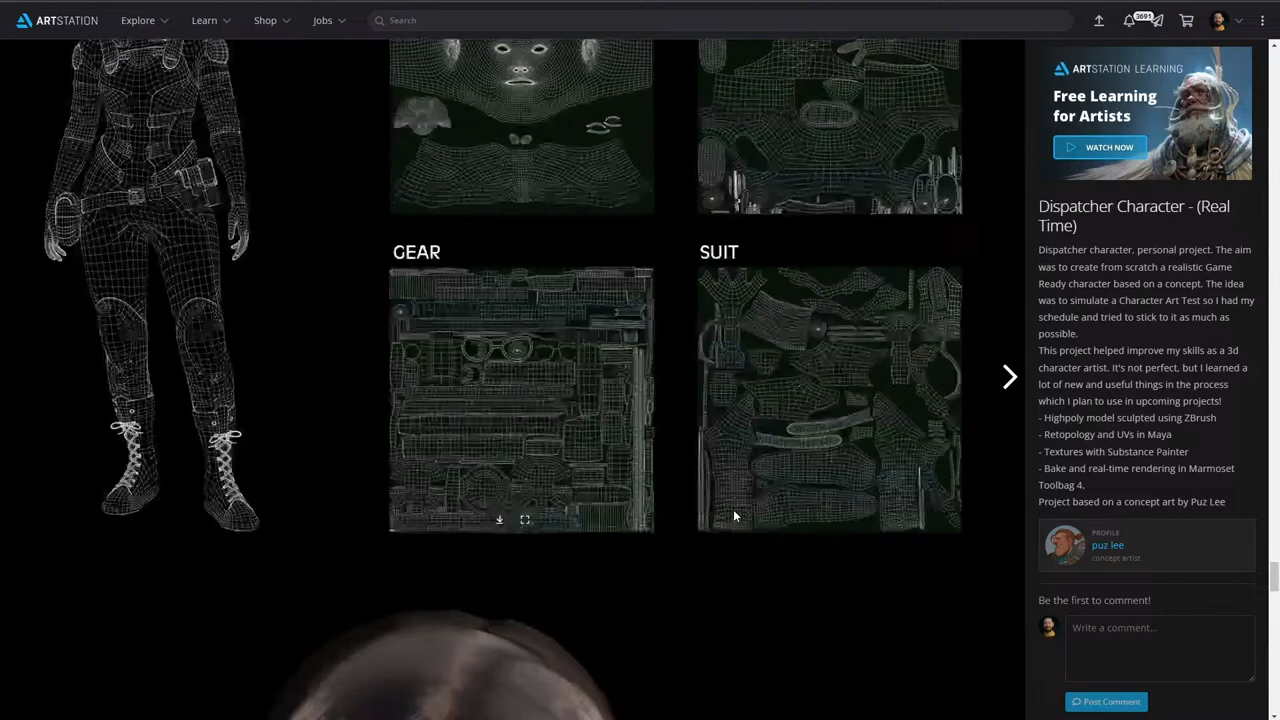 ARTSTATION
Explore
Learn
Shop
Jobs
Search
3691
ARTSTATION LEARNING
Free Learning
for Artists
WATCH NOW
GEAR
SUIT
Dispatcher Character - (Real
Time)
Dispatcher character, personal project. The aim
was to create from scratch a realistic Game
Ready character based on a concept. The idea
was to simulate a Character Art Test so I had my
schedule and tried to stick to it as much as
possible.
This project helped improve my skills as a 3d
character artist. It's not perfect, but I learned a
lot of new and useful things in the process
which I plan to use in upcoming projects!
- Highpoly model sculpted using ZBrush
- Retopology and UVs in Maya
- Textures with Substance Painter
- Bake and real-time rendering in Marmoset
Toolbag 4.
Project based on a concept art by Puz Lee
PROFILE
puz lee
concept artist
Be the first to comment!
Write a comment...
Post Comment